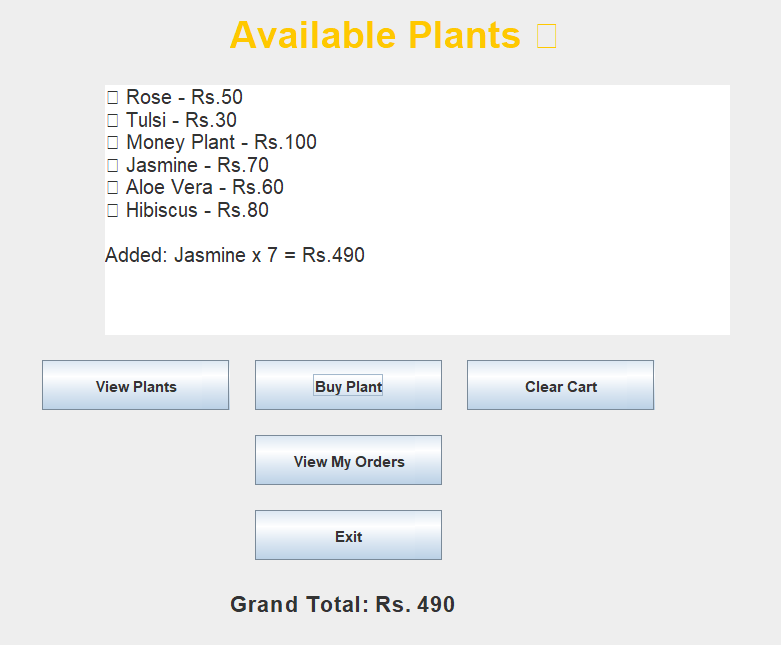 Available Plants
Rose - Rs.50
Tulsi - Rs.30
Money Plant - Rs.100
Jasmine - Rs.70
Aloe Vera - Rs.60
Hibiscus - Rs.80
Added: Jasmine x 7 = Rs.490
View Plants
Buy Plant
Clear Cart
View My Orders
Exit
Grand Total: Rs. 490